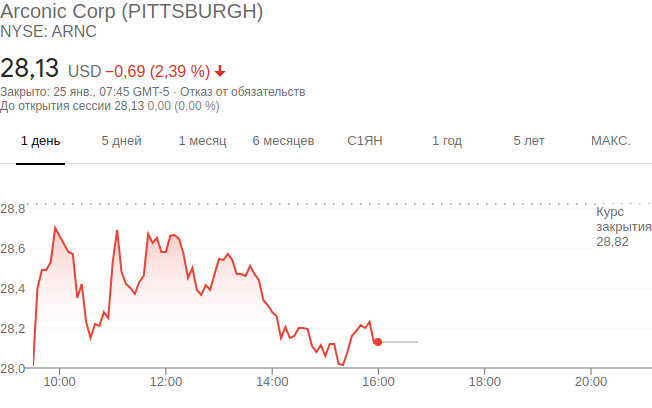 Arconic Corp (PITTSBURGH)
NYSE: ARNC
28,13 USD −0,69 (2,39 %)
Закрыто: 25 янв., 07:45 GMT-5 · Отказ от обязательств
До открытия сессии 28,13 0,00 (0,00 %)
1 день 5 дней 1 месяц 6 месяцев С1ЯН 1 год 5 лет МАКС.
28,8
Курс
закрытия
28,82
28,6
28,4
28,2
28,0
10:00 12:00 14:00 16:00 18:00 20:00